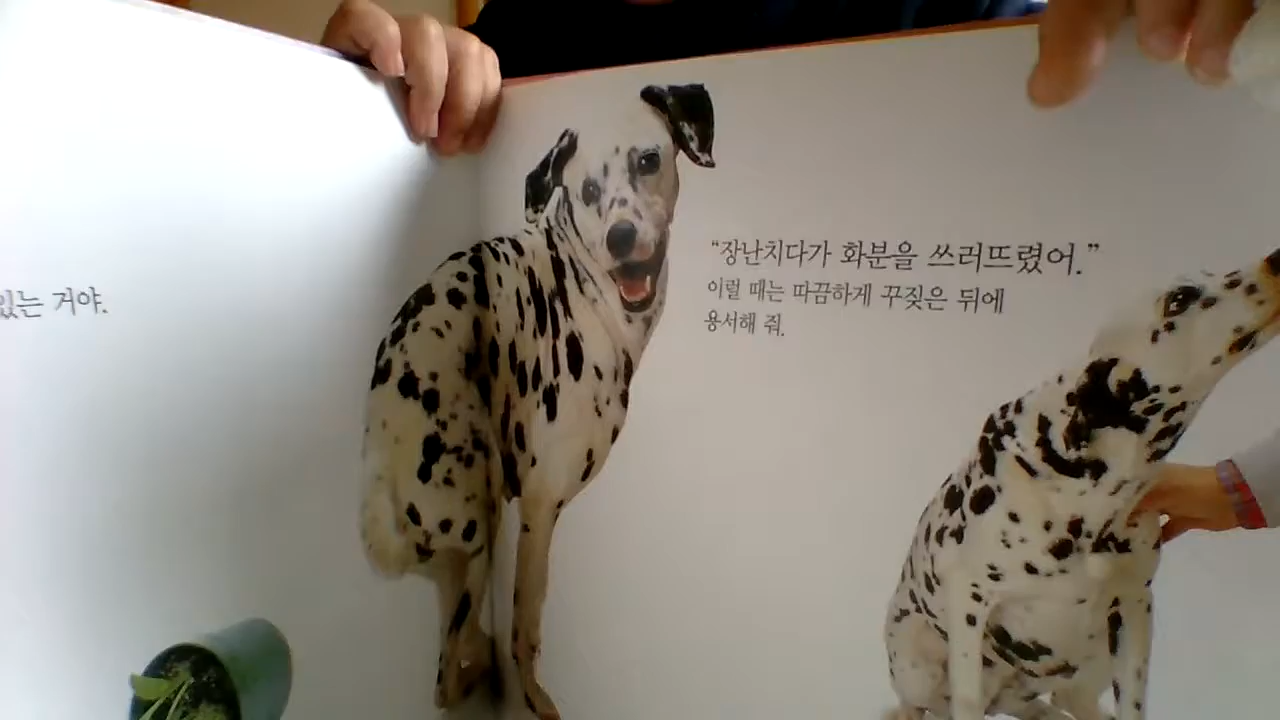 있는 거야.
“장난치다가 화분을 쓰러뜨렸어.”
이럴 때는 따끔하게 꾸짖은 뒤에
용서해 줘.